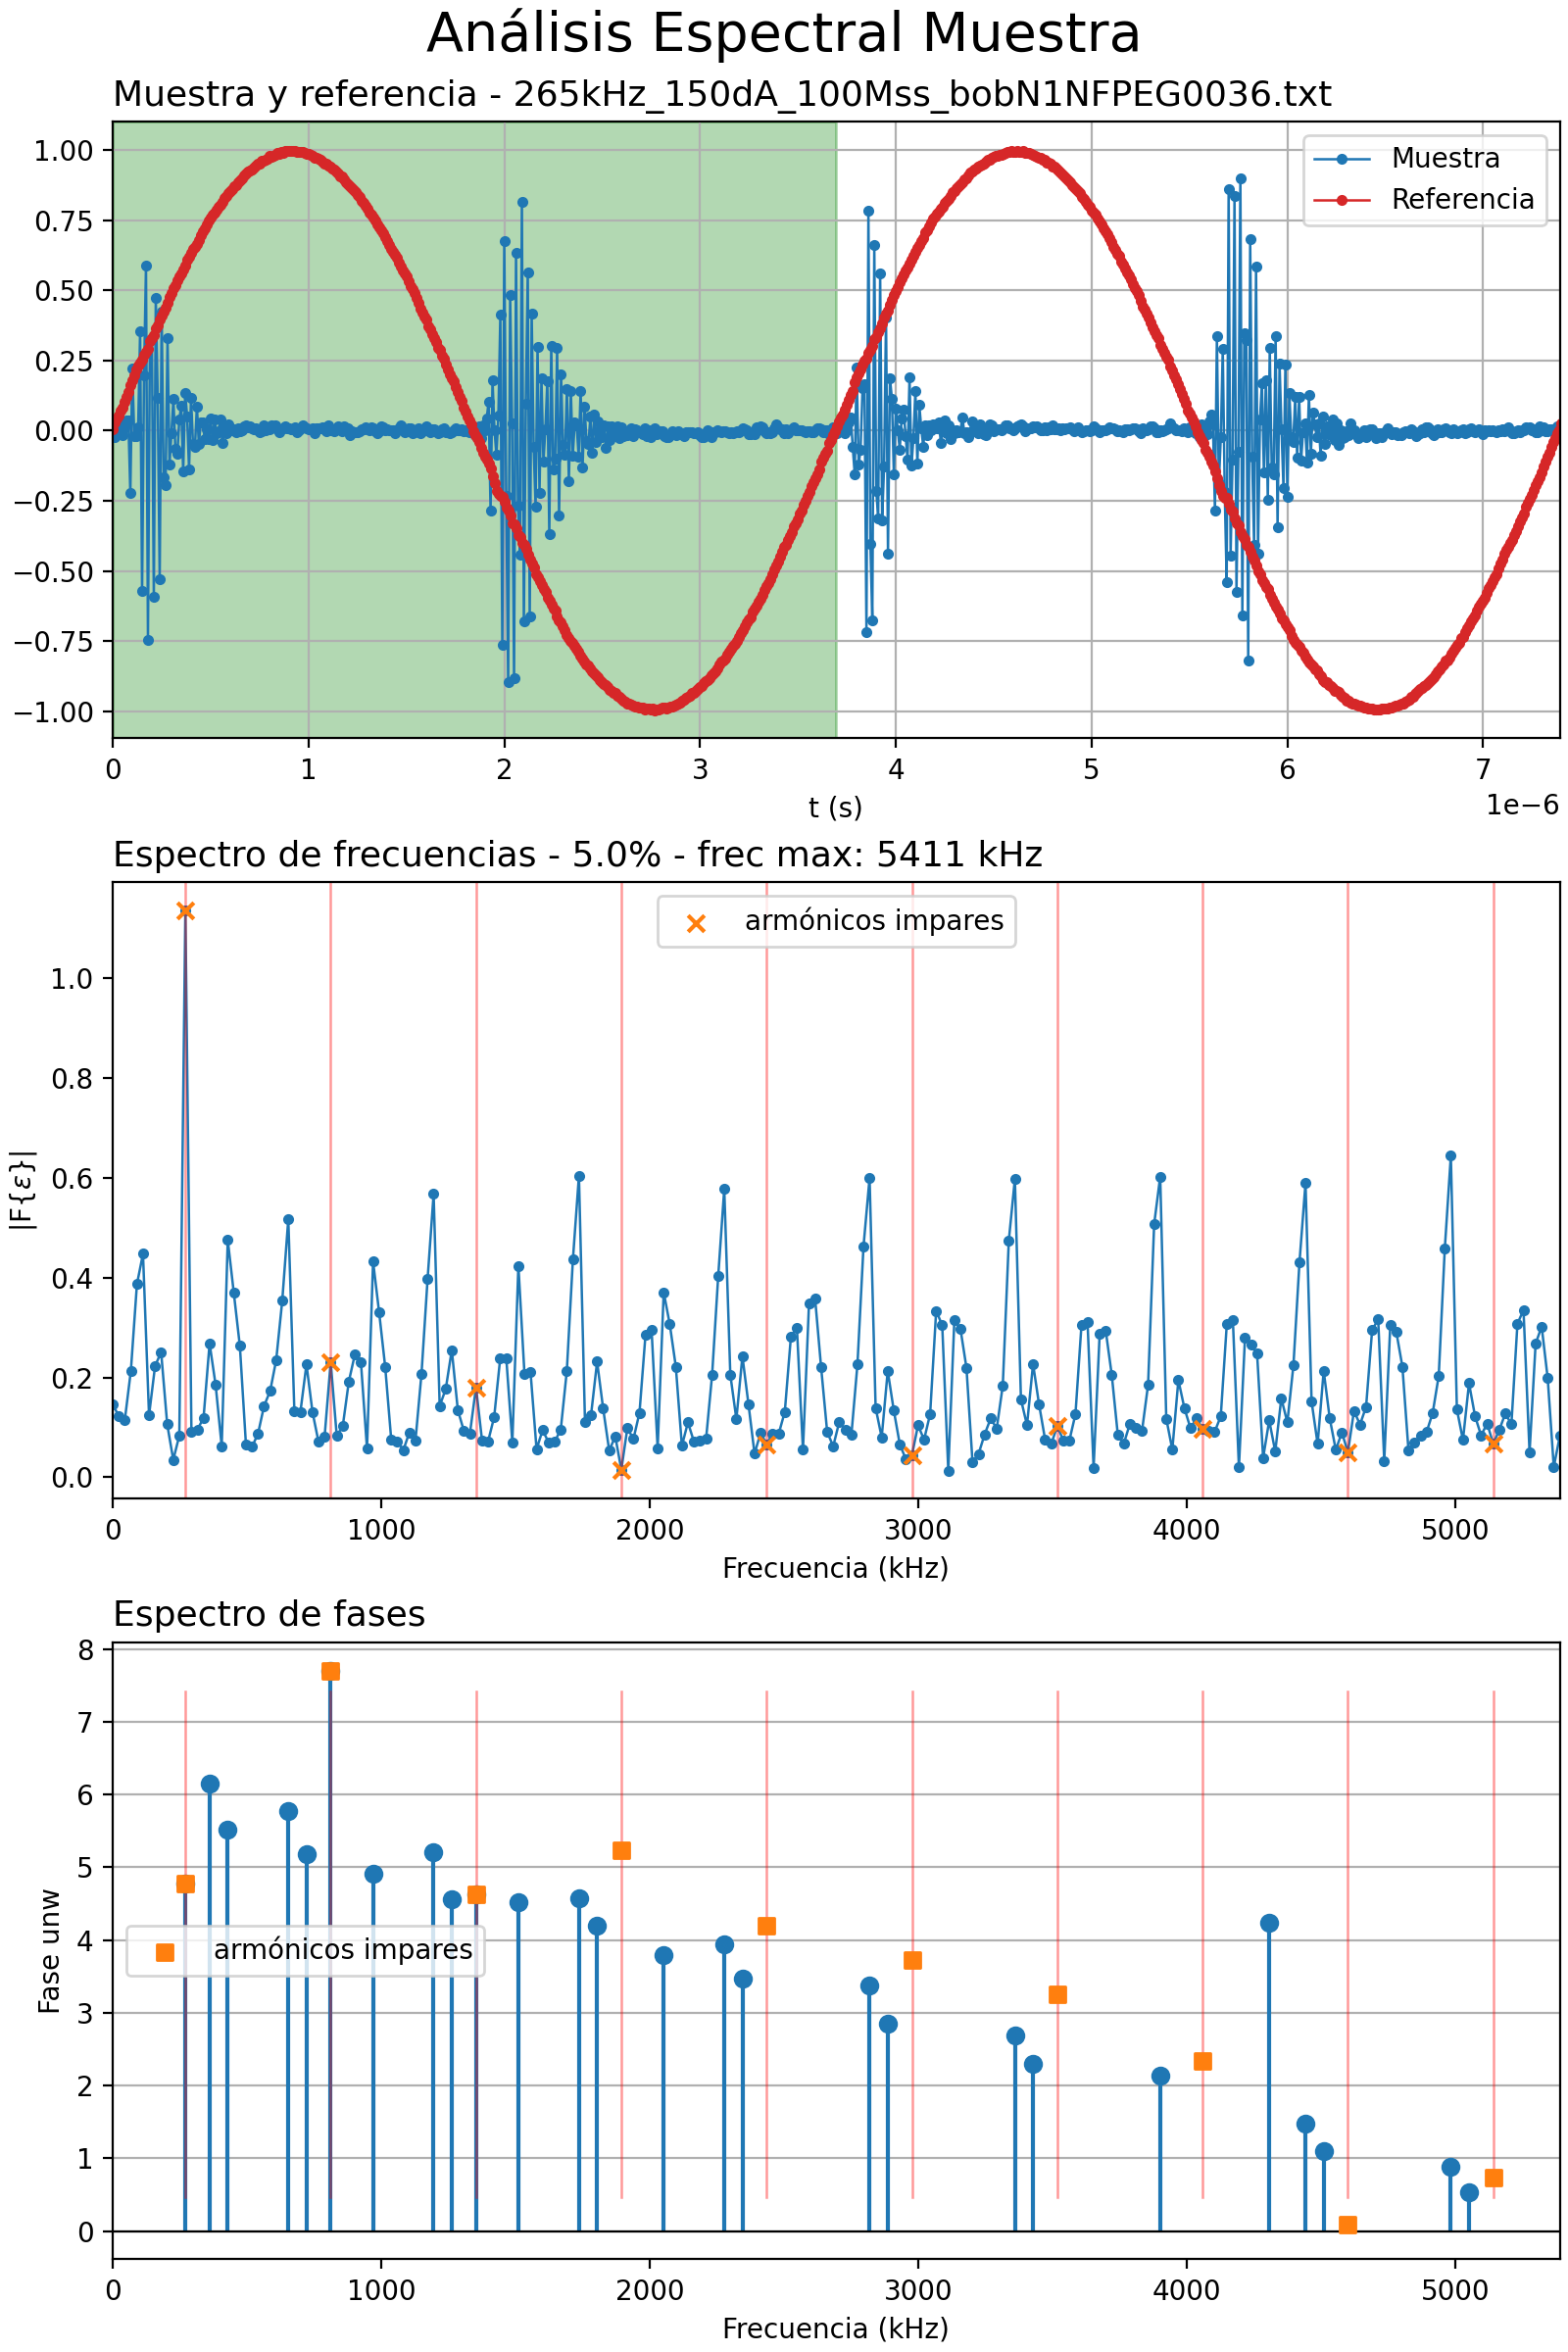 Análisis Espectral Muestra
Muestra y referencia - 265kHz_150dA_100Mss_bobN1NFPEG0036.txt
1.00
0.75
0.50
0.25
0.00
−0.25
−0.50
−0.75
−1.00
Muestra
Referencia
0 1 2 3 4 5 6 7
1e−6
t (s)
Espectro de frecuencias - 5.0% - frec max: 5411 kHz
|F{ε}|
1.0
0.8
0.6
0.4
0.2
0.0
armónicos impares
0 1000 2000 3000 4000 5000
Frecuencia (kHz)
Espectro de fases
Fase unw
8
7
6
5
4
3
2
1
0
armónicos impares
0 1000 2000 3000 4000 5000
Frecuencia (kHz)